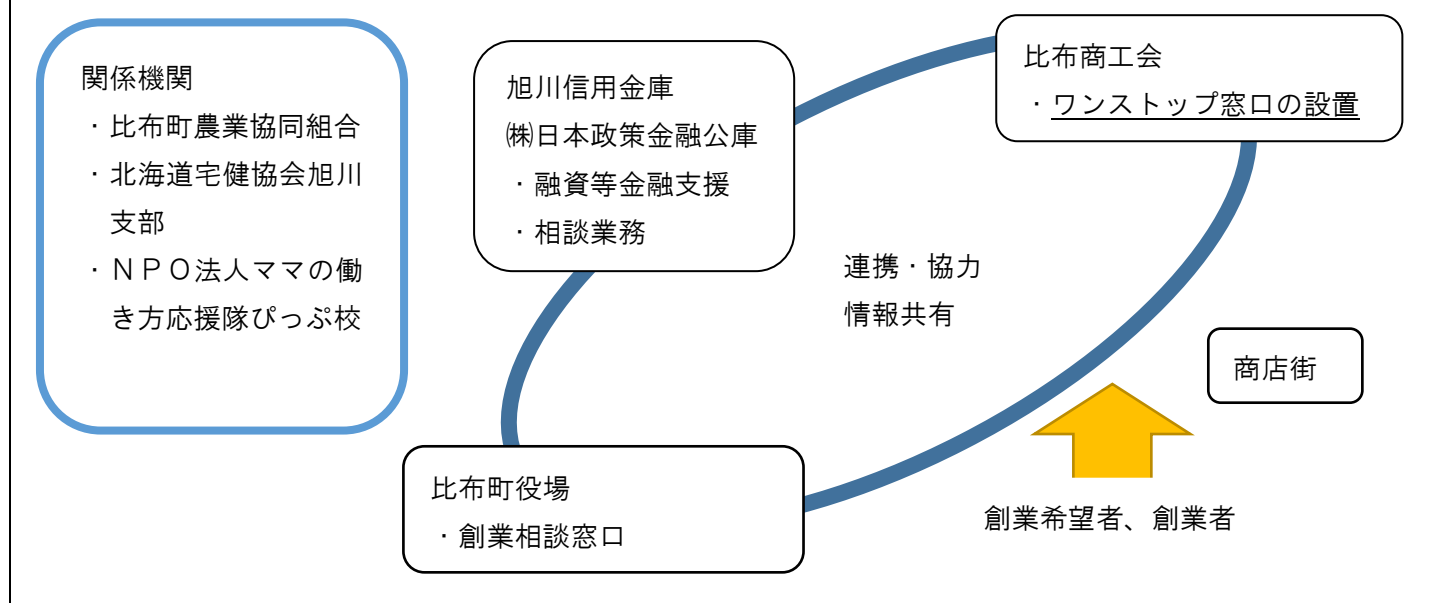 関係機関
・比布町農業協同組合
・北海道宅健協会旭川
支部
・ＮＰＯ法人ママの働
き方応援隊ぴっぷ校
旭川信用金庫
㈱日本政策金融公庫
・融資等金融支援
・相談業務
比布商工会
・ワンストップ窓口の設置
連携・協力
情報共有
商店街
比布町役場
・創業相談窓口
創業希望者、創業者